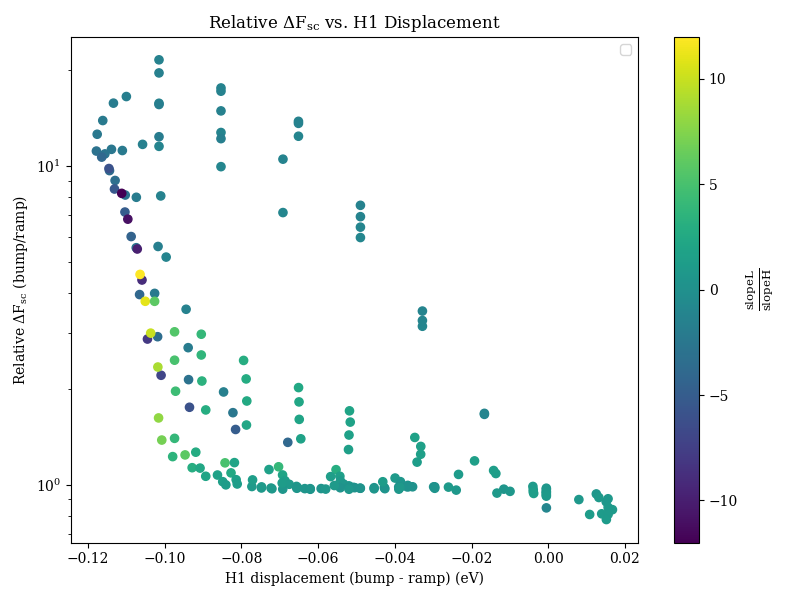 Relative ΔFsc vs. H1 Displacement
Relative ΔFsc (bump/ramp)
10¹
10⁰
−0.12 −0.10 −0.08 −0.06 −0.04 −0.02 0.00 0.02
H1 displacement (bump - ramp) (eV)
10
5
0
−5
−10
slopeL
slopeH